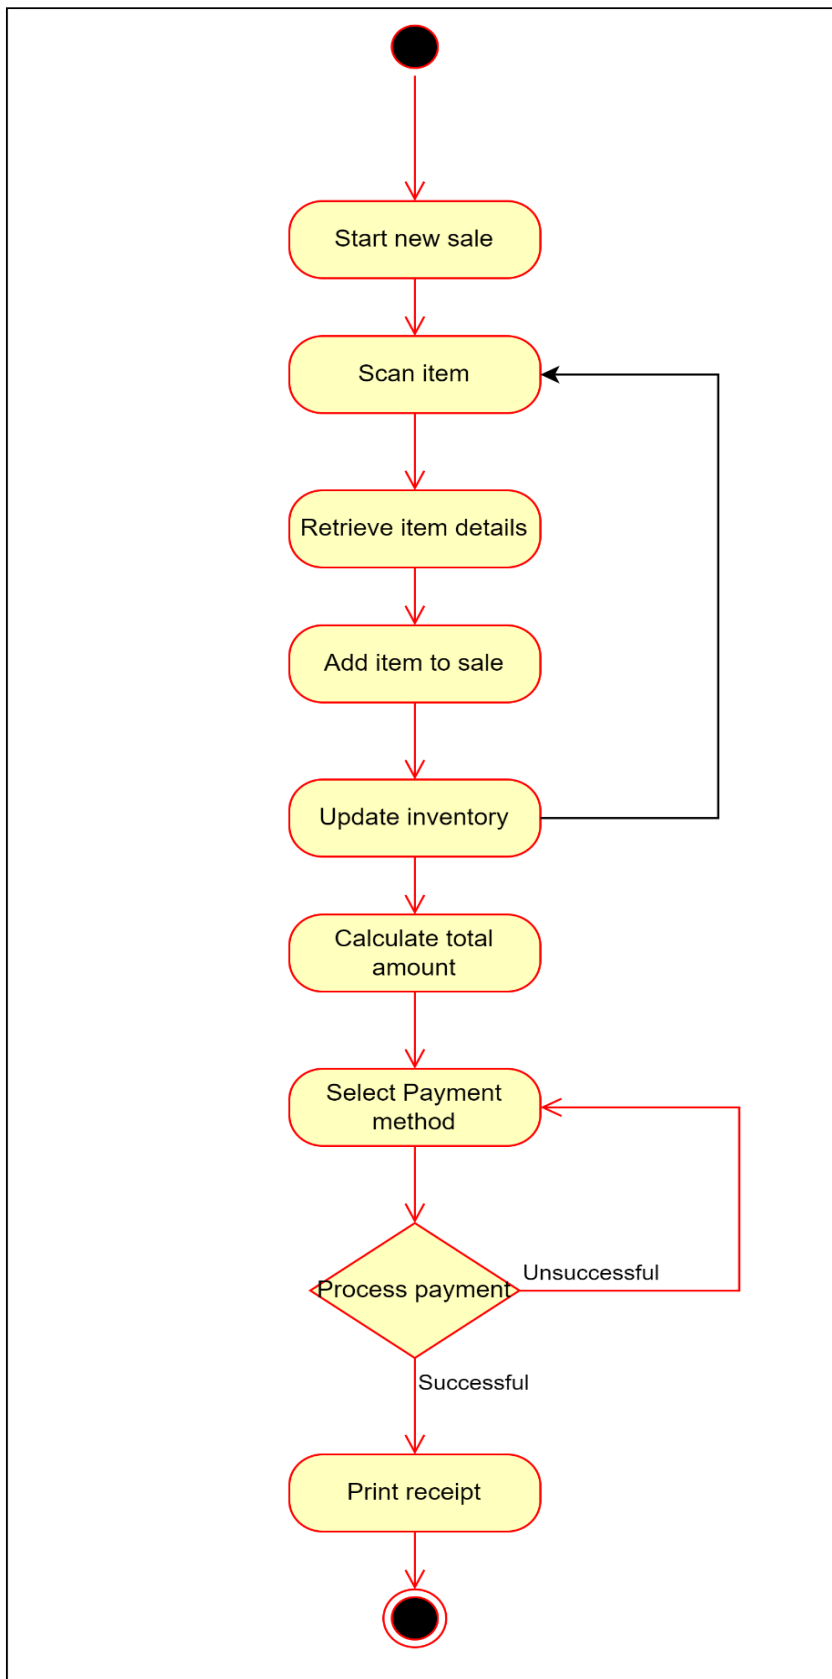 Start new sale
Scan item
Retrieve item details
Add item to sale
Update inventory
Calculate total
amount
Select Payment
method
Process payment
Unsuccessful
Successful
Print receipt